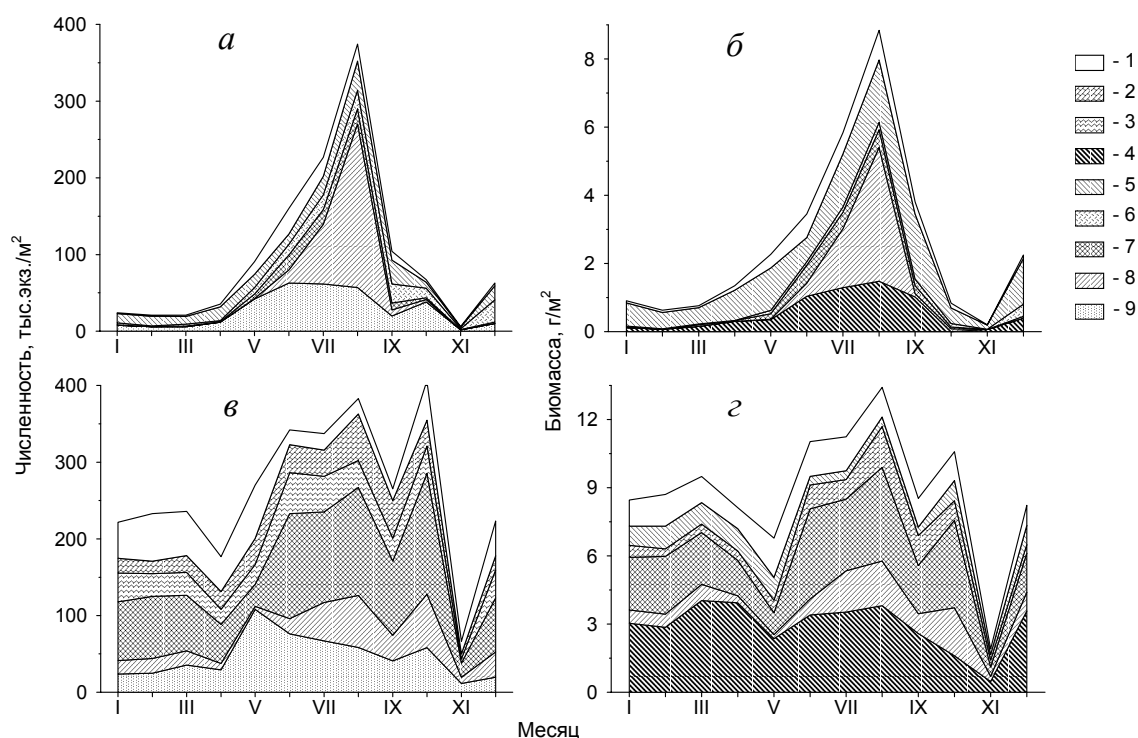 400
300
200
100
0
I
III
V
VII
IX
XI
а
8
6
4
2
0
I
III
V
VII
IX
XI
б
- 1
- 2
- 3
- 4
- 5
- 6
- 7
- 8
- 9
Численность, тыс.экз./м²
Биомасса, г/м²
400
300
200
100
0
I
III
V
VII
IX
XI
в
12
9
6
3
0
I
III
V
VII
IX
XI
г
Месяц